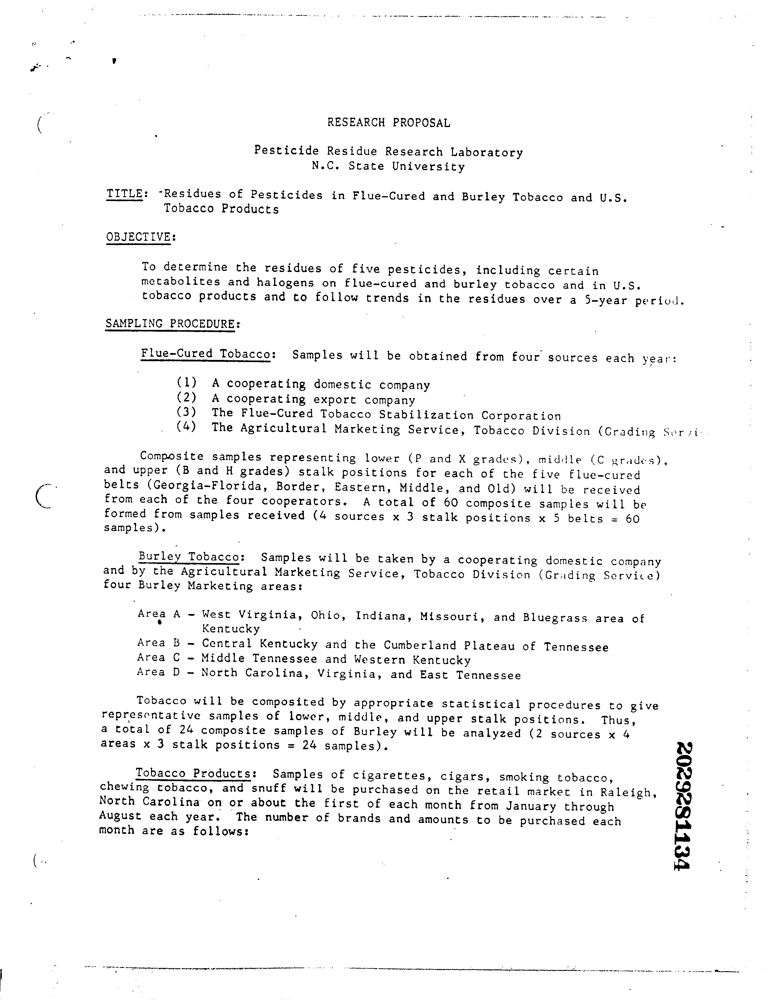 RESEARCH PROPOSAL
Pesticide Residue Research Laboratory
N.C. State University
TITLE: Residues of Pesticides in Flue-Cured and Burley Tobacco and U.S.
Tobacco Products
OBJECTIVE:
To determine the residues of five pesticides, including certain
metabolites and halogens on flue-cured and burley tobacco and in U.S.
tobacco products and to follow trends in the residues over a 5-year period.
SAMPLING PROCEDURE:
Flue-Cured Tobacco: Samples will be obtained from four sources each year:
(1) A cooperating domestic company
(2) A cooperating export company
(3) The Flue-Cured Tobacco Stabilization Corporation
(4) The Agricultural Marketing Service, Tobacco Division (Grading
Composite samples representing lower (P and X grades), middle (C grades),
and upper (B and H grades) stalk positions for each of the five flue-cured
belts (Georgia-Florida, Border, Eastern, Middle, and Old) will be received
from each of the four cooperators. A total of 60 composite samples will be
formed from samples received (4 sources x 3 stalk positions x 5 belts = 60
samples).
Burley Tobacco: Samples will be taken by a cooperating domestic company
and by the Agricultural Marketing Service, Tobacco Division (Grading Service)
four Burley Marketing areas:
Area A - West Virginia, Ohio, Indiana, Missouri, and Bluegrass area of
Kentucky
Area B - Central Kentucky and the Cumberland Plateau of Tennessee
Area C - Middle Tennessee and Western Kentucky
Area D - North Carolina, Virginia, and East Tennessee
Tobacco will be composited by appropriate statistical procedures to give
representative samples of lower, middle, and upper stalk positions. Thus,
a total of 24 composite samples of Burley will be analyzed (2 sources x 4
areas x 3 stalk positions = 24 samples).
Tobacco Products: Samples of cigarettes, cigars, smoking tobacco,
chewing tobacco, and snuff will be purchased on the retail market in Raleigh,
North Carolina on or about the first of each month from January through
August each year. The number of brands and amounts to be purchased each
month are as follows:
2029281134